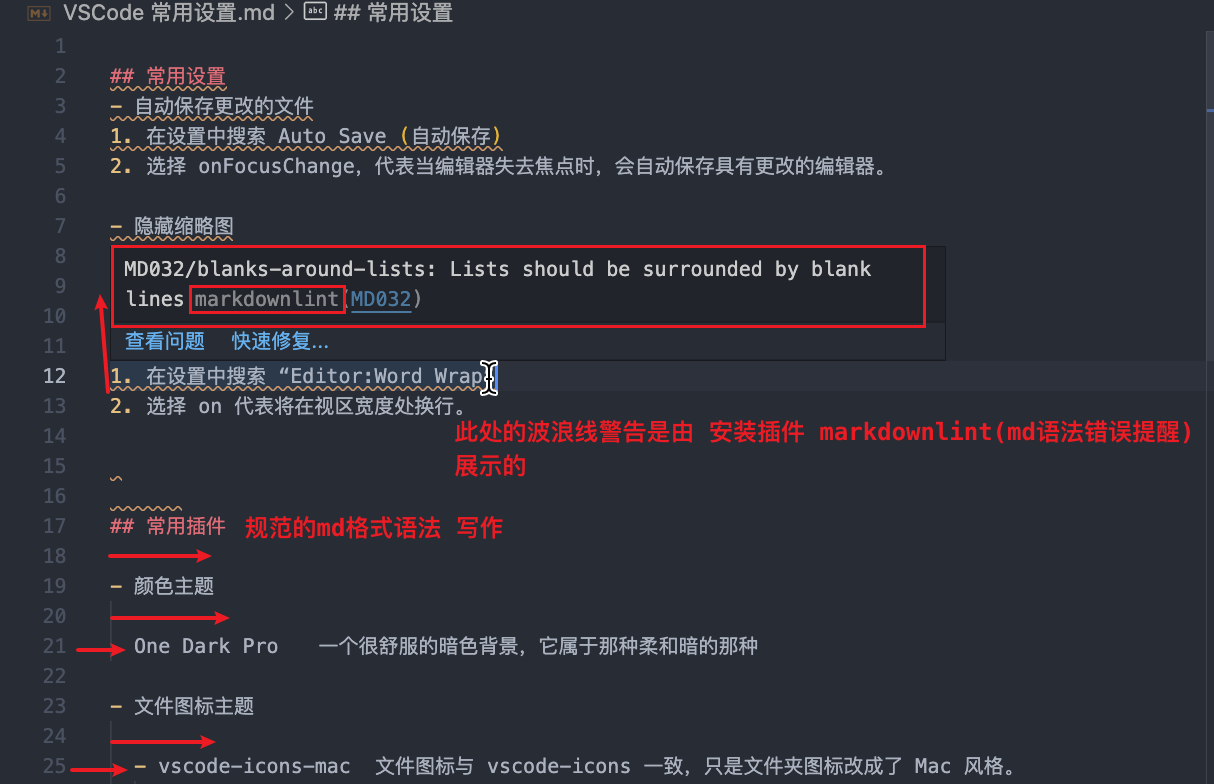 VSCode 常用设置.md > ## 常用设置
1
2 ## 常用设置
3 - 自动保存更改的文件
4 1. 在设置中搜索 Auto Save (自动保存)
5 2. 选择 onFocusChange，代表当编辑器失去焦点时，会自动保存具有更改的编辑器。
6
7 - 隐藏缩略图
8
MD032/blanks-around-lists: Lists should be surrounded by blank
9
lines markdownlint(MD032)
10
11 查看问题 快速修复...
12 1. 在设置中搜索 “Editor:Word Wrap
13 2. 选择 on 代表将在视区宽度处换行。
14 此处的波浪线警告是由 安装插件 markdownlint(md语法错误提醒)
15 展示的
16
17 ## 常用插件 规范的md格式语法 写作
18
19 - 颜色主题
20
21 One Dark Pro 一个很舒服的暗色背景，它属于那种柔和暗的那种
22
23 - 文件图标主题
24
25 - vscode-icons-mac 文件图标与 vscode-icons 一致，只是文件夹图标改成了 Mac 风格。